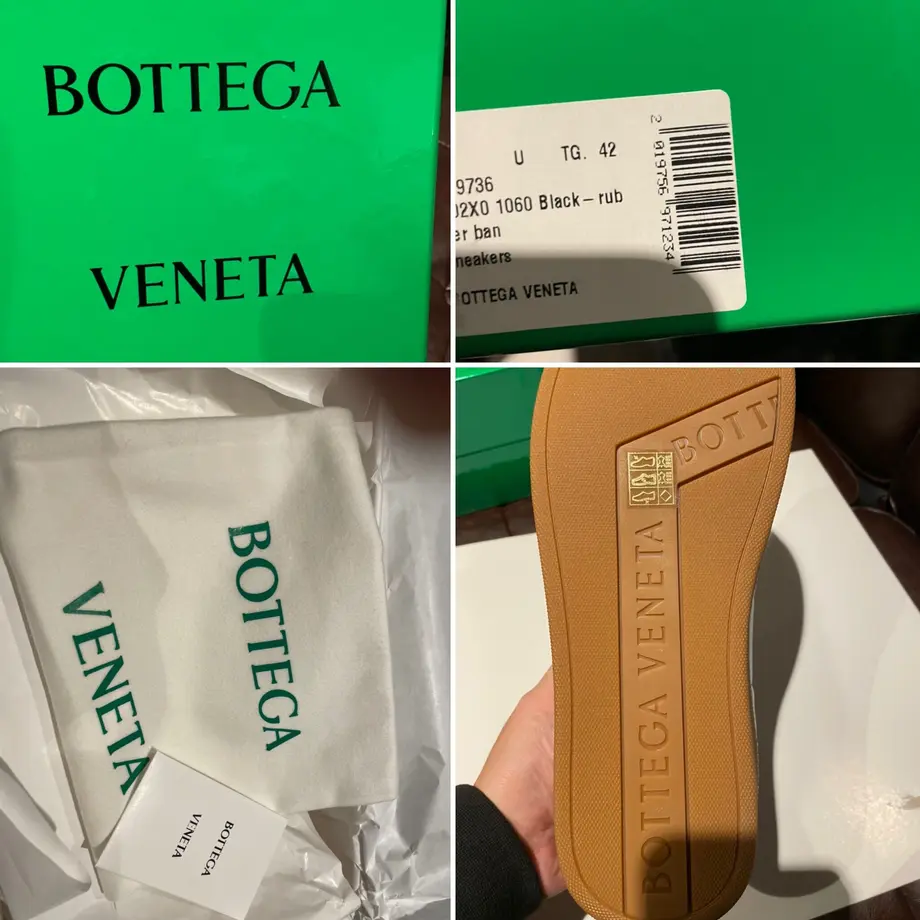 BOTTEGA
VENETA
U TG. 42
9736
02X0 1060 Black-rub
er ban
neakers
BOTTEGA VENETA
2 019756 971234
BOTTEGA
VENETA
BOTTEGA
VENETA
BOTT
BOTTEGA VENETA